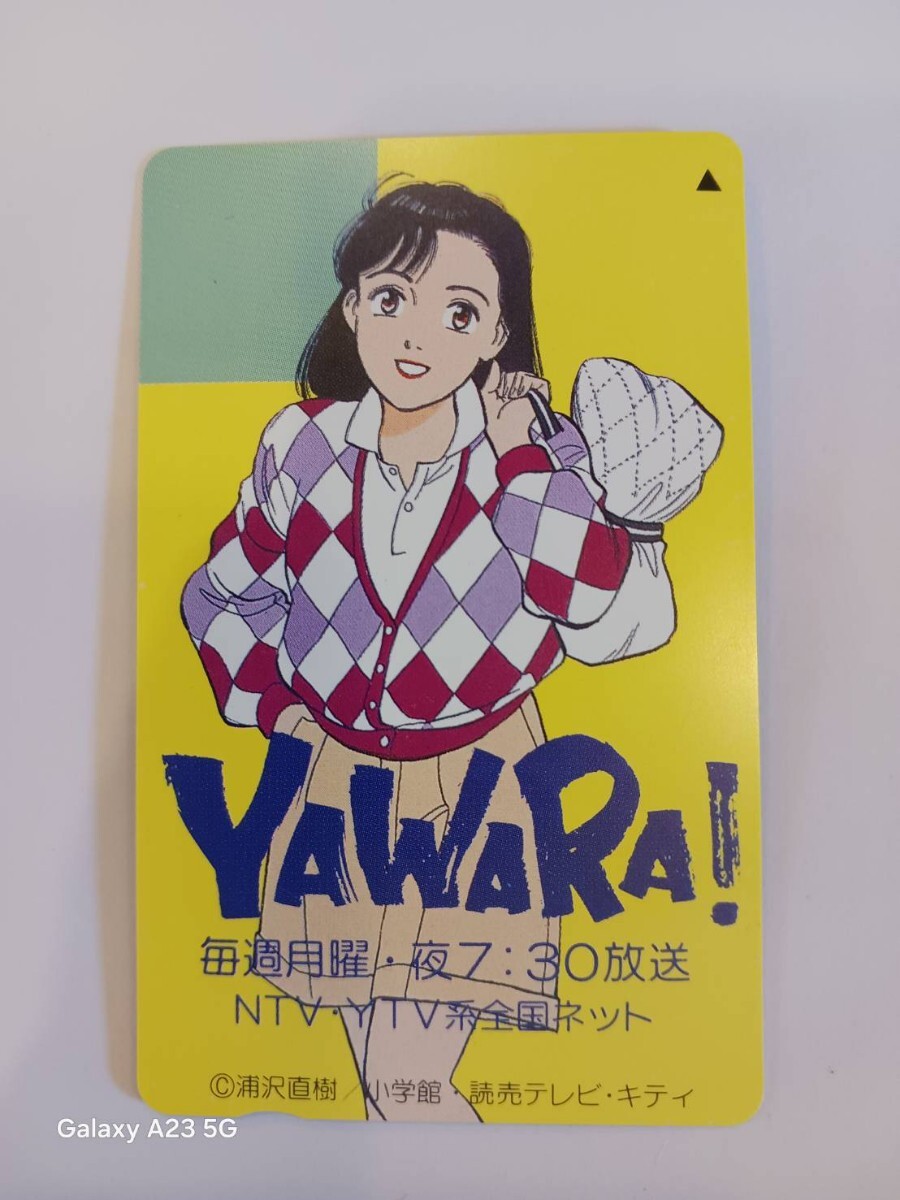 YAWARA!
毎週月曜・夜7:30放送
NTV・YTV系全国ネット
©浦沢直樹／小学館・読売テレビ・キティ
Galaxy A23 5G